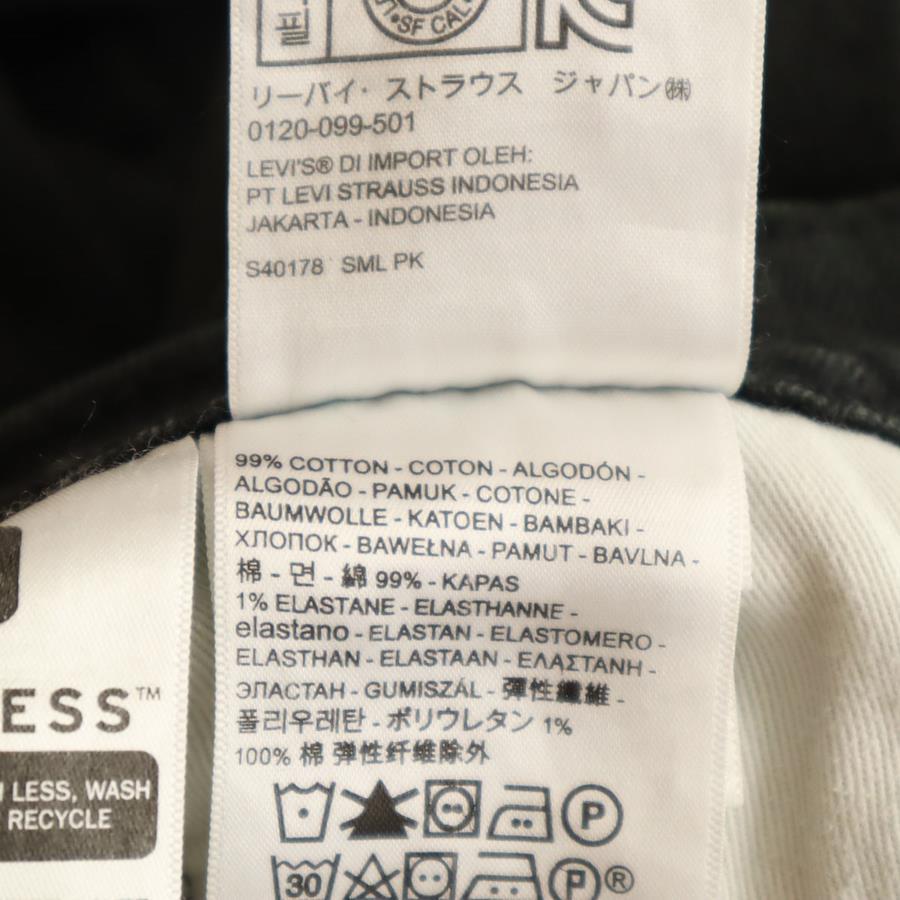 필
SF CAL
リーバイ・ストラウス ジャパン㈱
0120-099-501
LEVI'S® DI IMPORT OLEH:
PT LEVI STRAUSS INDONESIA
JAKARTA - INDONESIA
S40178 SML PK
99% COTTON - COTON - ALGODÓN -
ALGODÃO - PAMUK - COTONE -
BAUMWOLLE - KATOEN - BAMBAKI -
ХЛОПОК - BAWEŁNA - PAMUT - BAVLNA -
棉 - 면 - 綿 99% - KAPAS
1% ELASTANE - ELASTHANNE -
elastano - ELASTAN - ELASTOMERO -
ELASTHAN - ELASTAAN - ΕΛΑΣΤΑΝΗ -
ЭЛАСТАН - GUMISZÁL - 彈性纖維 -
폴리우레탄 - ポリウレタン 1%
100% 棉 弹性纤维除外
P
30
P®
ESS™
LESS, WASH
RECYCLE